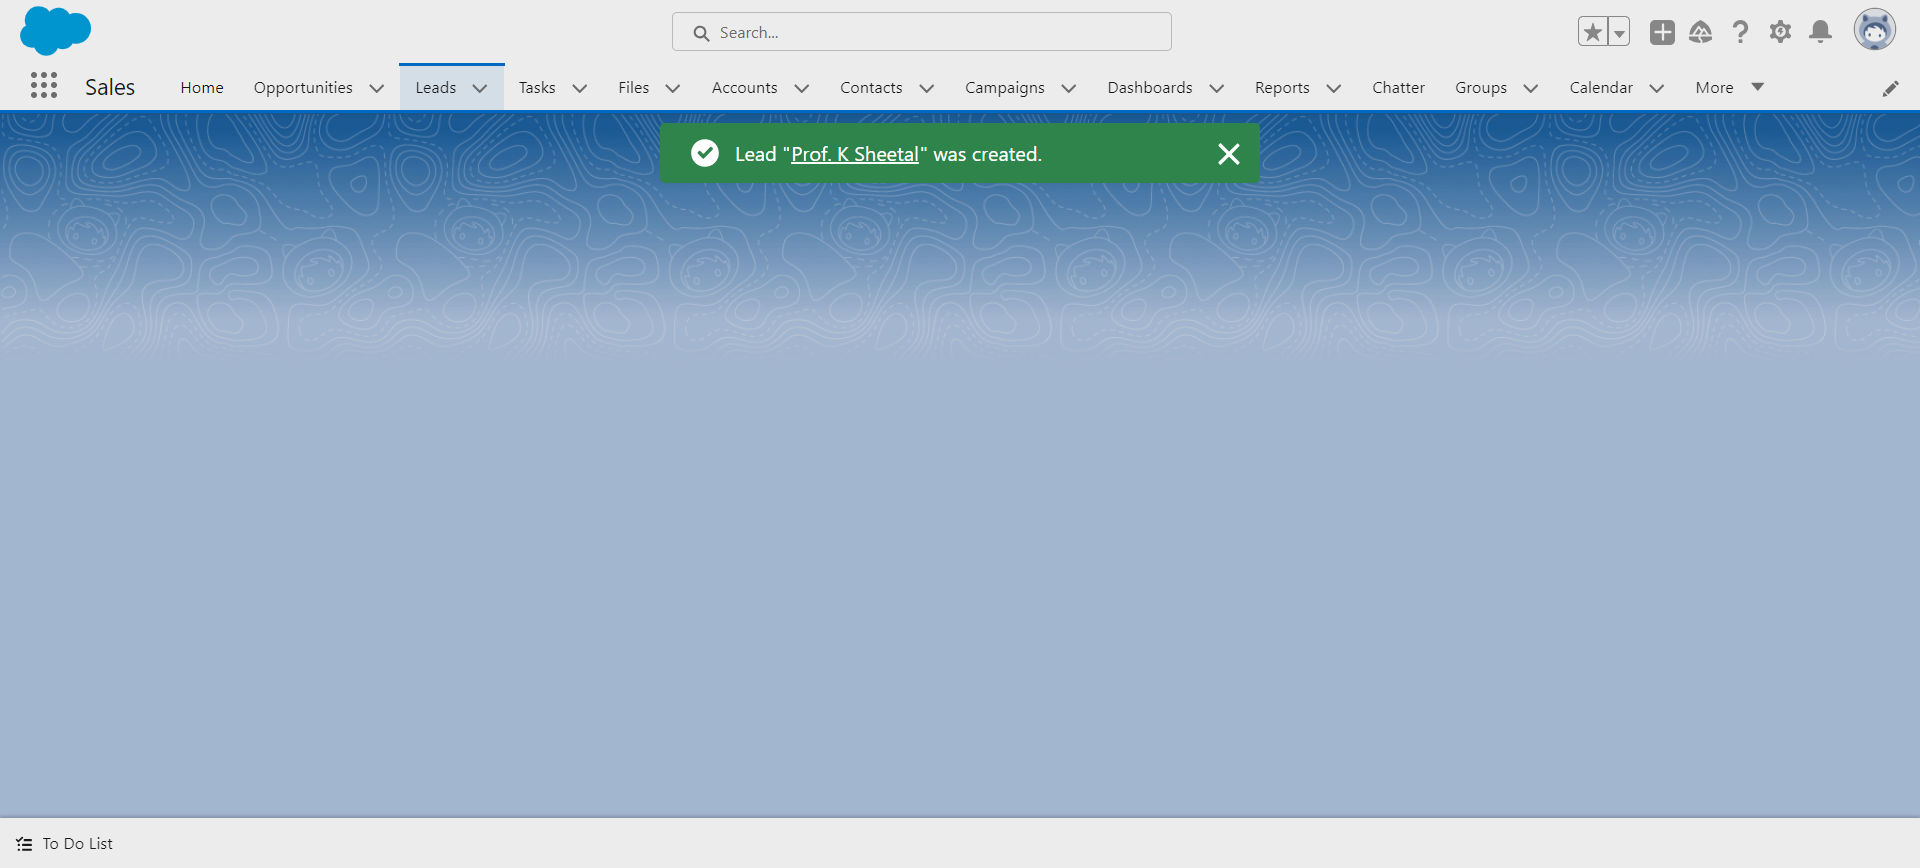 Search...
Sales
Home
Opportunities
Leads
Tasks
Files
Accounts
Contacts
Campaigns
Dashboards
Reports
Chatter
Groups
Calendar
More
Lead "Prof. K Sheetal" was created.
To Do List